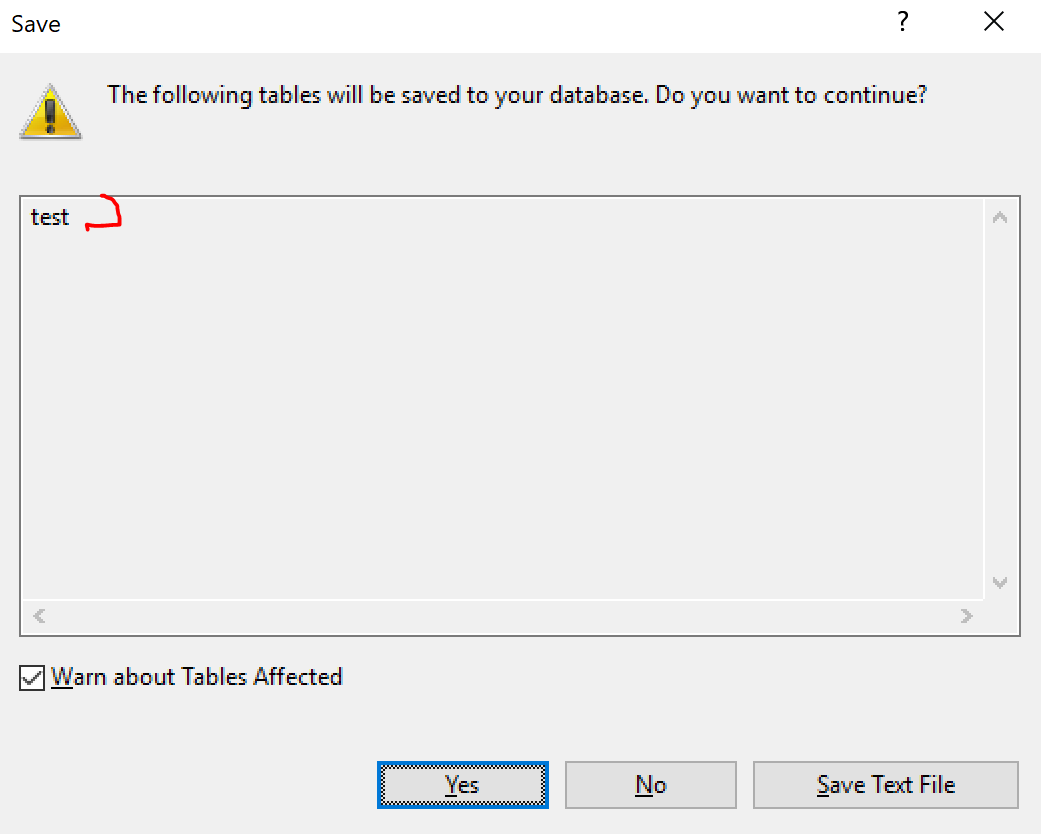 Save
?
The following tables will be saved to your database. Do you want to continue?
test
Warn about Tables Affected
Yes
No
Save Text File